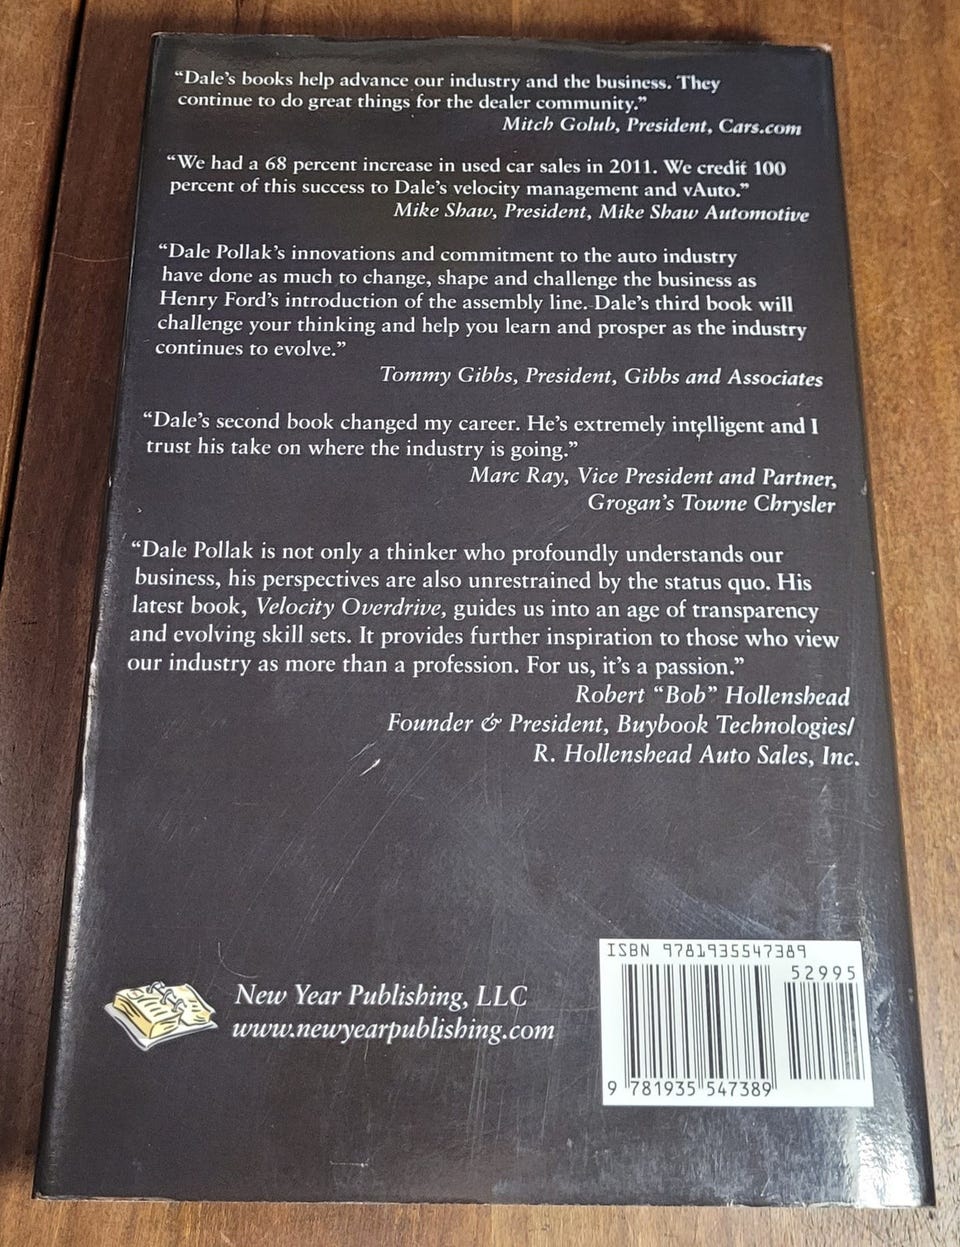 “Dale’s books help advance our industry and the business. They
continue to do great things for the dealer community.”
Mitch Golub, President, Cars.com
“We had a 68 percent increase in used car sales in 2011. We credit 100
percent of this success to Dale’s velocity management and vAuto.”
Mike Shaw, President, Mike Shaw Automotive
“Dale Pollak’s innovations and commitment to the auto industry
have done as much to change, shape and challenge the business as
Henry Ford’s introduction of the assembly line. Dale’s third book will
challenge your thinking and help you learn and prosper as the industry
continues to evolve.”
Tommy Gibbs, President, Gibbs and Associates
“Dale’s second book changed my career. He’s extremely intelligent and I
trust his take on where the industry is going.”
Marc Ray, Vice President and Partner,
Grogan’s Towne Chrysler
“Dale Pollak is not only a thinker who profoundly understands our
business, his perspectives are also unrestrained by the status quo. His
latest book, Velocity Overdrive, guides us into an age of transparency
and evolving skill sets. It provides further inspiration to those who view
our industry as more than a profession. For us, it’s a passion.”
Robert “Bob” Hollenshead
Founder & President, Buybook Technologies/
R. Hollenshead Auto Sales, Inc.
New Year Publishing, LLC
www.newyearpublishing.com
ISBN 9781935547389
52995
9 781935 547389